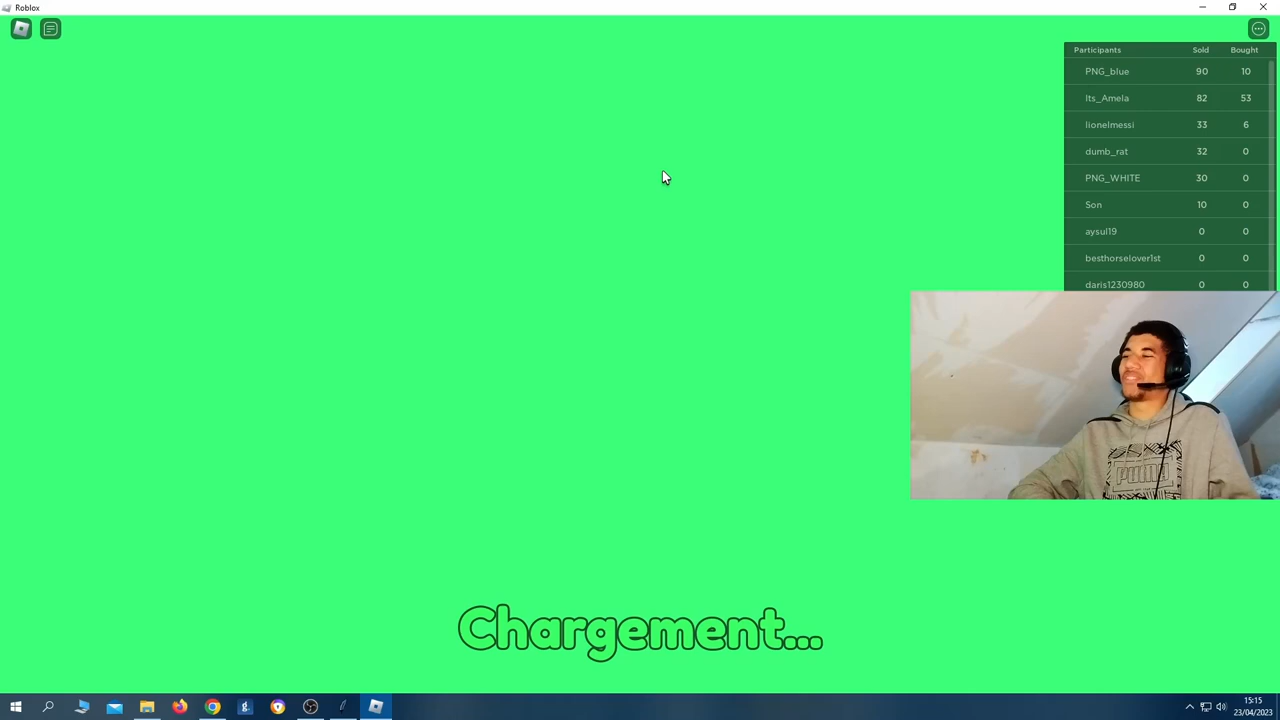 Roblox
Participants Sold Bought
PNG_blue 90 10
Its_Amela 82 53
lionelmessi 33 6
dumb_rat 32 0
PNG_WHITE 30 0
Son 10 0
aysul19 0 0
besthorselover1st 0 0
daris1230980 0 0
PUMA
Chargement...
15:15
23/04/2023